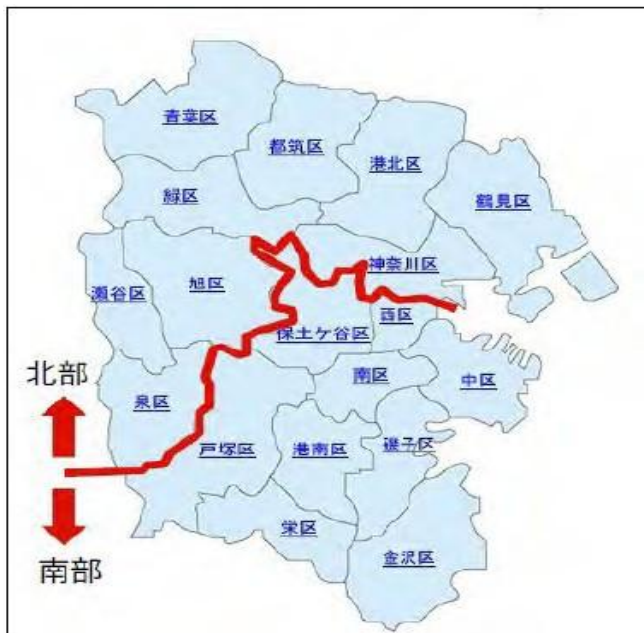 青葉区
都筑区
港北区
緑区
鶴見区
神奈川区
瀬谷区
旭区
西区
保土ケ谷区
北部
泉区
南区
中区
戸塚区
港南区
磯子区
南部
栄区
金沢区